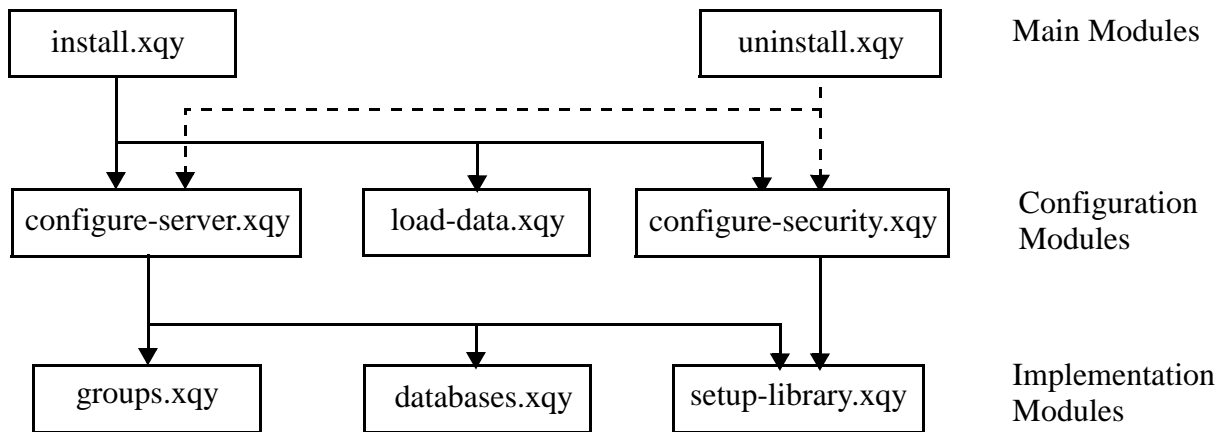 install.xqy
uninstall.xqy
Main Modules
configure-server.xqy
load-data.xqy
configure-security.xqy
Configuration
Modules
groups.xqy
databases.xqy
setup-library.xqy
Implementation
Modules